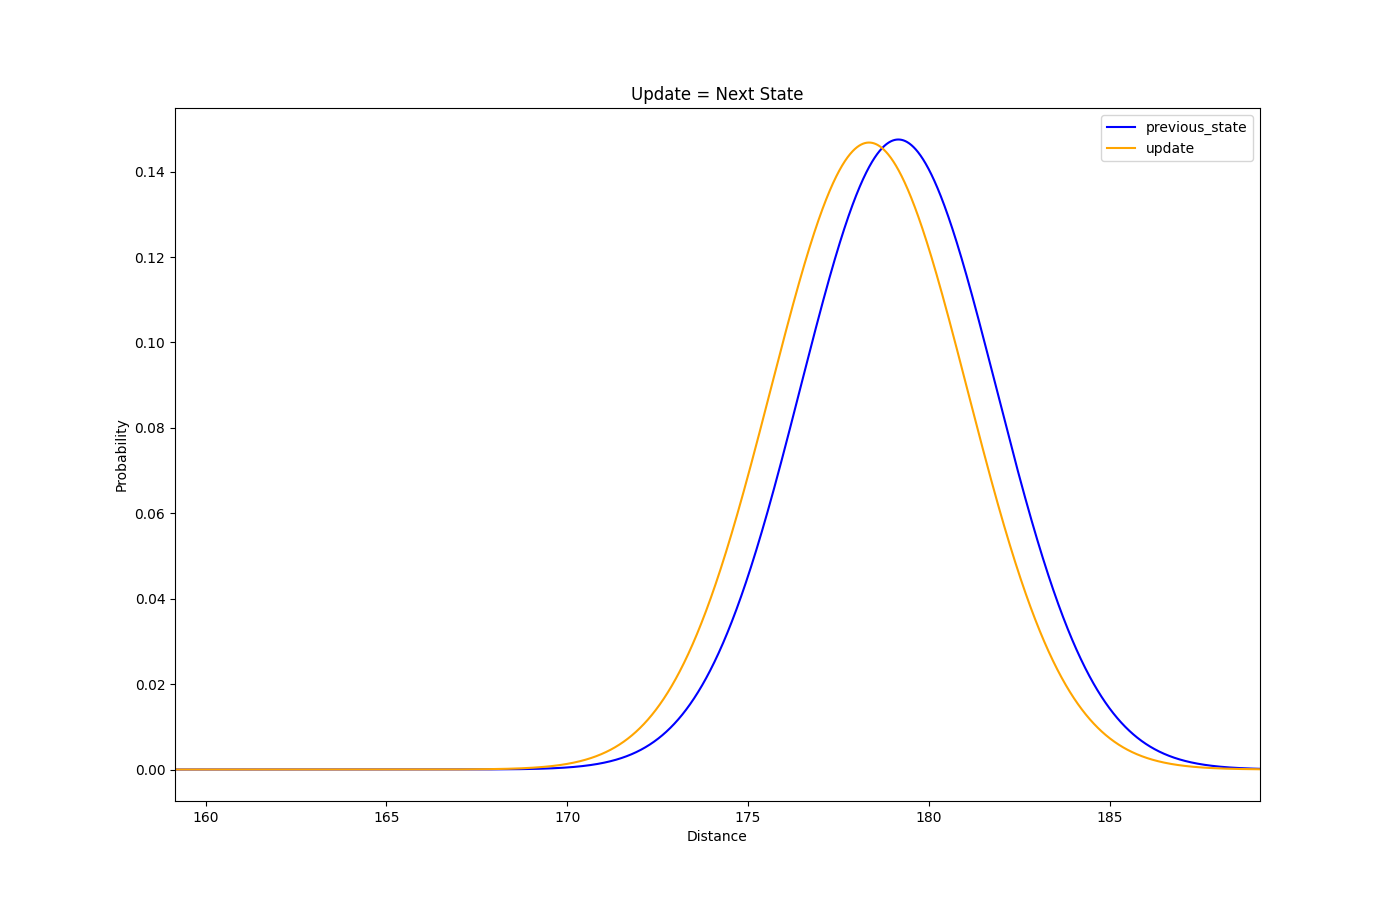 Update = Next State
previous_state
update
0.14
0.12
0.10
0.08
0.06
0.04
0.02
0.00
Probability
160 165 170 175 180 185
Distance